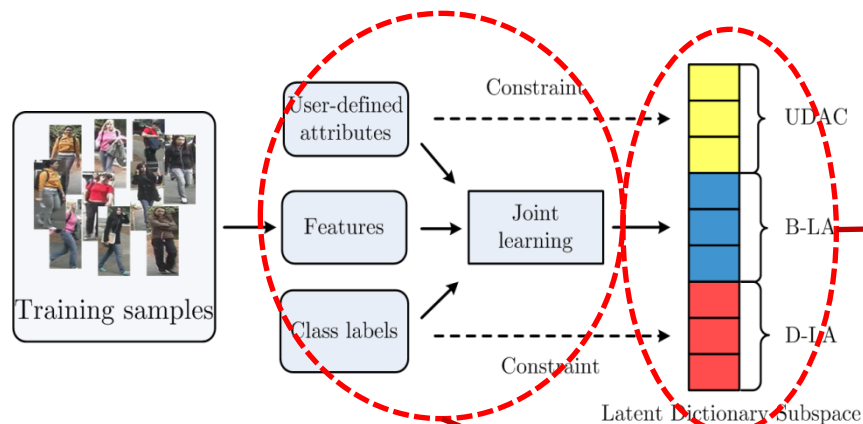 Training samples
User-defined
attributes
Features
Class labels
Constraint
Joint
learning
Constraint
UDAC
B-LA
D-LA
Latent Dictionary Subspace